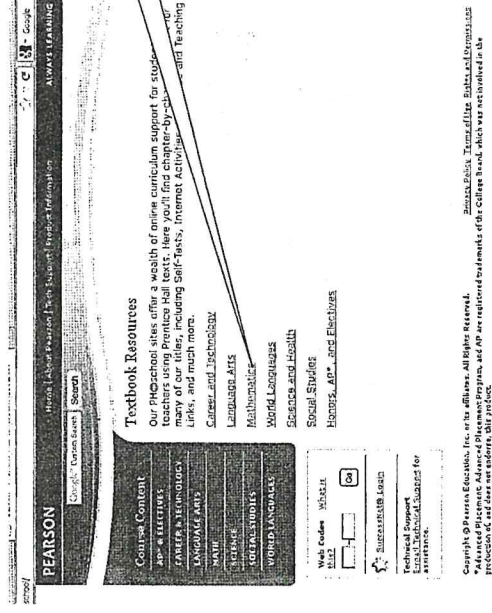 school/
Google
PEARSON
Home | About Pearson | Tech Support | Product Information
ALWAYS LEARNING
Google™ Custom Search Search
Course Content
AP* & ELECTIVES
CAREER & TECHNOLOGY
LANGUAGE ARTS
MATH
SCIENCE
SOCIAL STUDIES
WORLD LANGUAGES
Web Codes What is
this?
Go
SuccessNet® Login
Technical Support
Email Technical Support for
assistance.
Textbook Resources
Our PH@school sites offer a wealth of online curriculum support for
teachers using Prentice Hall texts. Here you'll find chapter-by-
many of our titles, including Self-Tests, Internet Activities and Teaching
Links, and much more.
Career and Technology
Language Arts
Mathematics
World Languages
Science and Health
Social Studies
Honors, AP*, and Electives
Copyright © Pearson Education, Inc. or its affiliates. All Rights Reserved. Privacy Policy Terms of Use Rights and Permissions
*Advanced Placement, Advanced Placement Program, and AP are registered trademarks of the College Board, which was not involved in the
production of, and does not endorse, this product.